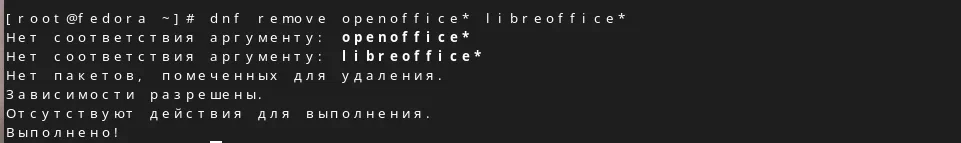 [root@fedora ~]# dnf remove openoffice* libreoffice*
Нет соответствия аргументу: openoffice*
Нет соответствия аргументу: libreoffice*
Нет пакетов, помеченных для удаления.
Зависимости разрешены.
Отсутствуют действия для выполнения.
Выполнено!